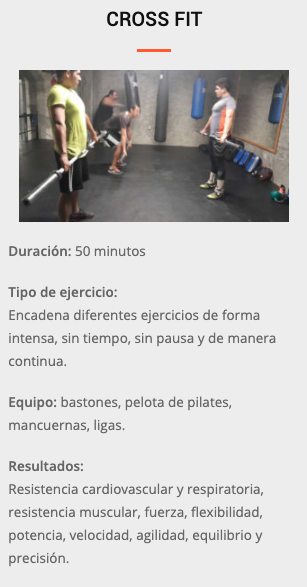 CROSS FIT
Duración: 50 minutos
Tipo de ejercicio:
Encadena diferentes ejercicios de forma
intensa, sin tiempo, sin pausa y de manera
continua.
Equipo: bastones, pelota de pilates,
mancuernas, ligas.
Resultados:
Resistencia cardiovascular y respiratoria,
resistencia muscular, fuerza, flexibilidad,
potencia, velocidad, agilidad, equilibrio y
precisión.